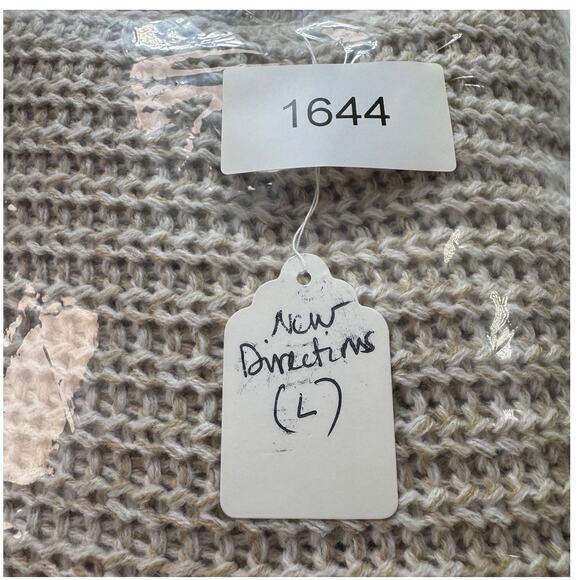 1644
New
Directions
(L)